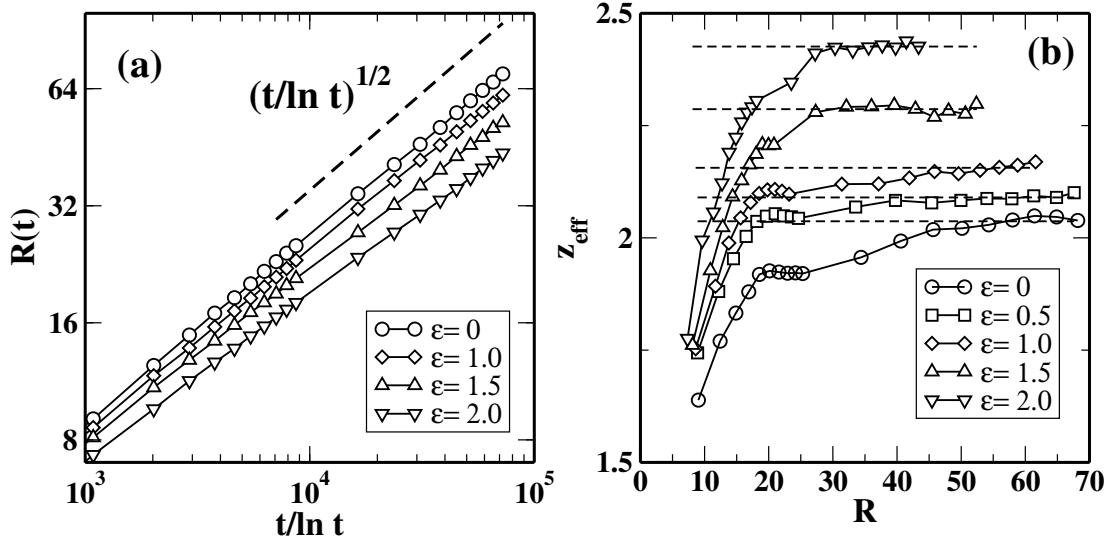 (a)
(t/ln t)^{1/2}
R(t)
64
32
16
8
ε= 0
ε= 1.0
ε= 1.5
ε= 2.0
10^3
10^4
10^5
t/ln t
(b)
z_eff
2.5
2
1.5
ε= 0
ε= 0.5
ε= 1.0
ε= 1.5
ε= 2.0
0 10 20 30 40 50 60 70
R